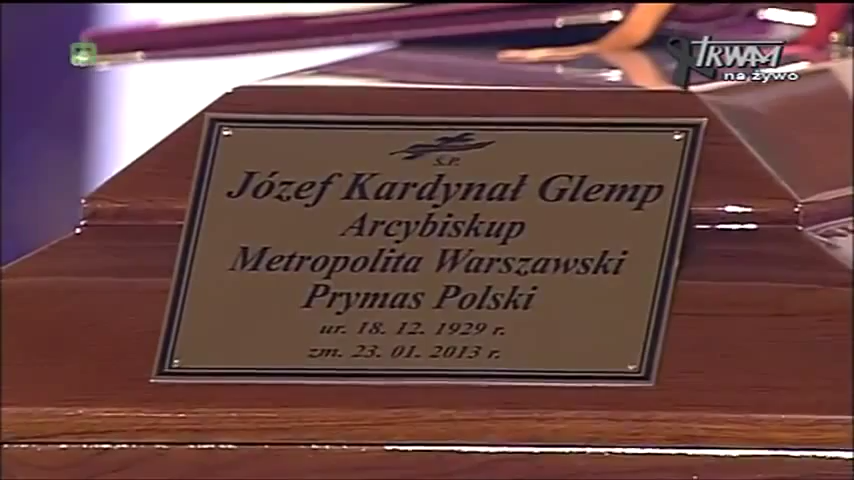 TRWAM
na żywo
Ś.P.
Józef Kardynał Glemp
Arcybiskup
Metropolita Warszawski
Prymas Polski
ur. 18. 12. 1929 r.
zm. 23. 01. 2013 r.